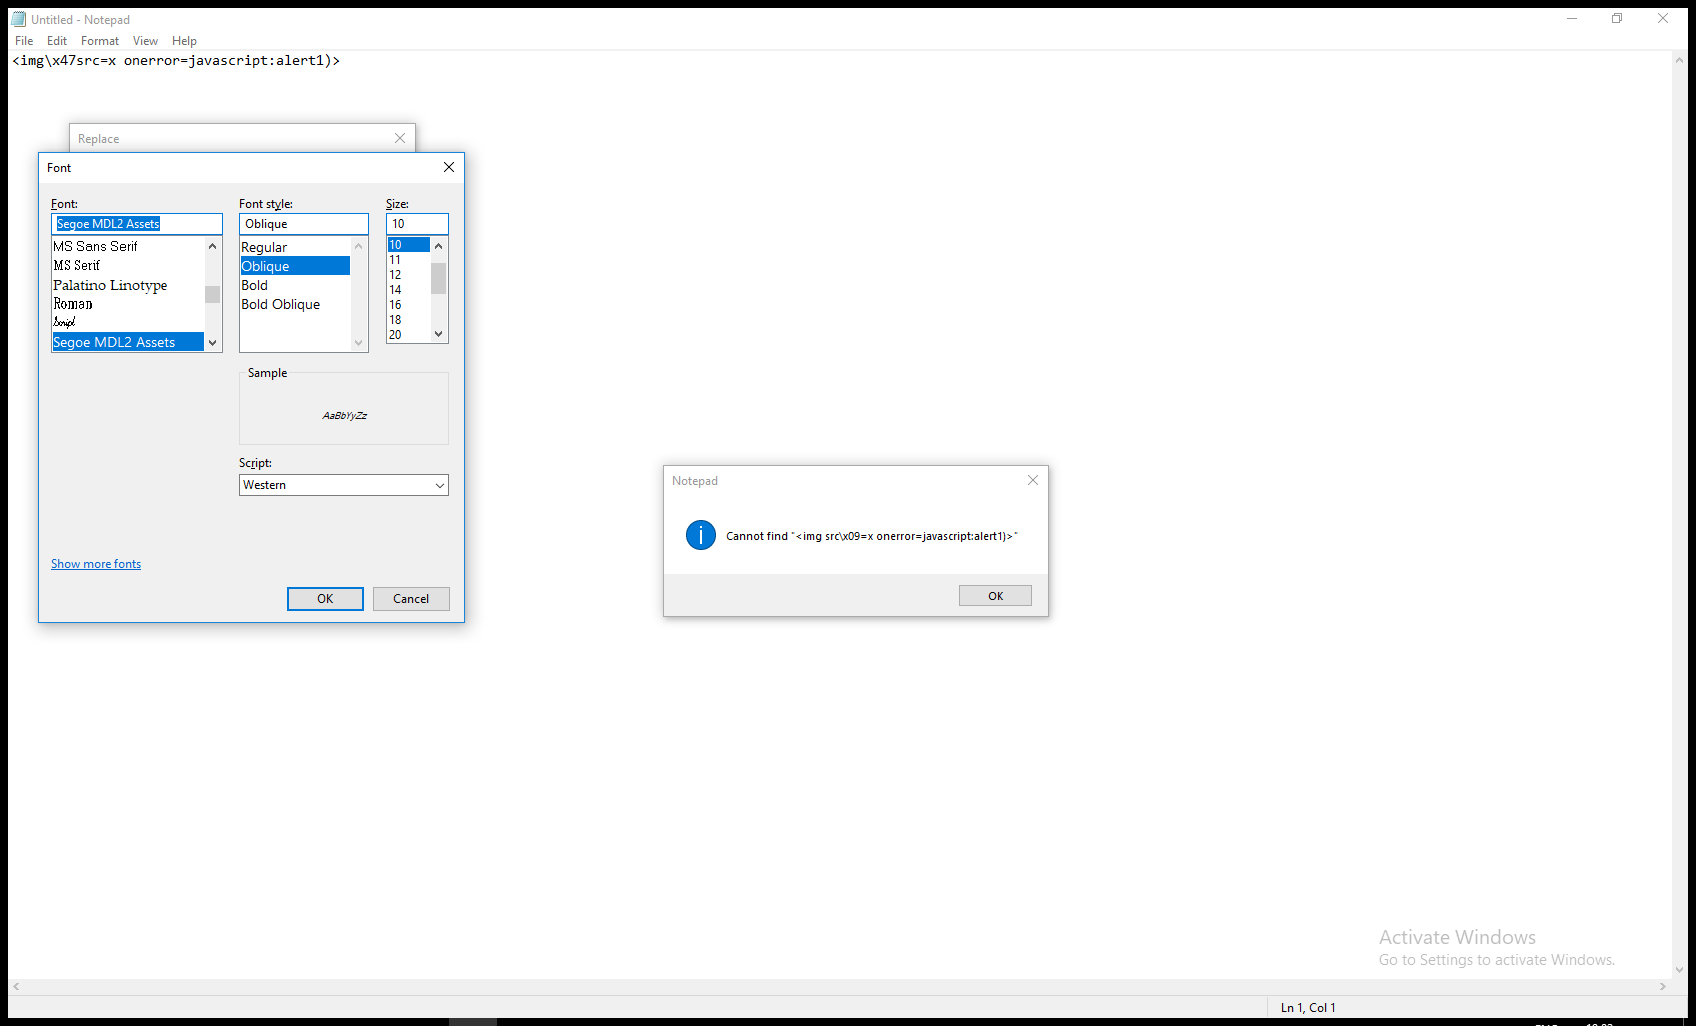 Untitled - Notepad
File Edit Format View Help
<img\x47src=x onerror=javascript:alert1)>
Replace
Font
Font: Font style: Size:
Segoe MDL2 Assets Oblique 10
MS Sans Serif
MS Serif
Palatino Linotype
Roman
Script
Segoe MDL2 Assets
Regular
Oblique
Bold
Bold Oblique
10
11
12
14
16
18
20
Sample
AaBbYyZz
Script:
Western
Show more fonts
OK Cancel
Notepad
Cannot find "<img src\x09=x onerror=javascript:alert1)>"
OK
Activate Windows
Go to Settings to activate Windows.
Ln 1, Col 1